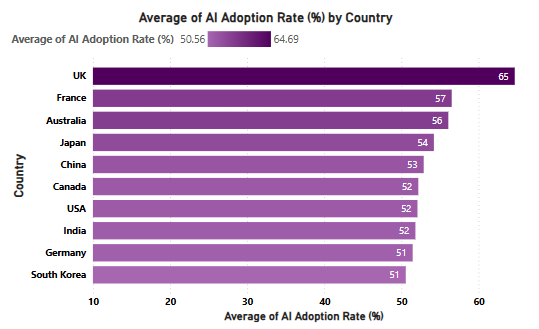 Average of AI Adoption Rate (%) by Country
Average of AI Adoption Rate (%) 50.56 64.69
UK 65
France 57
Australia 56
Japan 54
China 53
Canada 52
USA 52
India 52
Germany 51
South Korea 51
Country
10 20 30 40 50 60
Average of AI Adoption Rate (%)